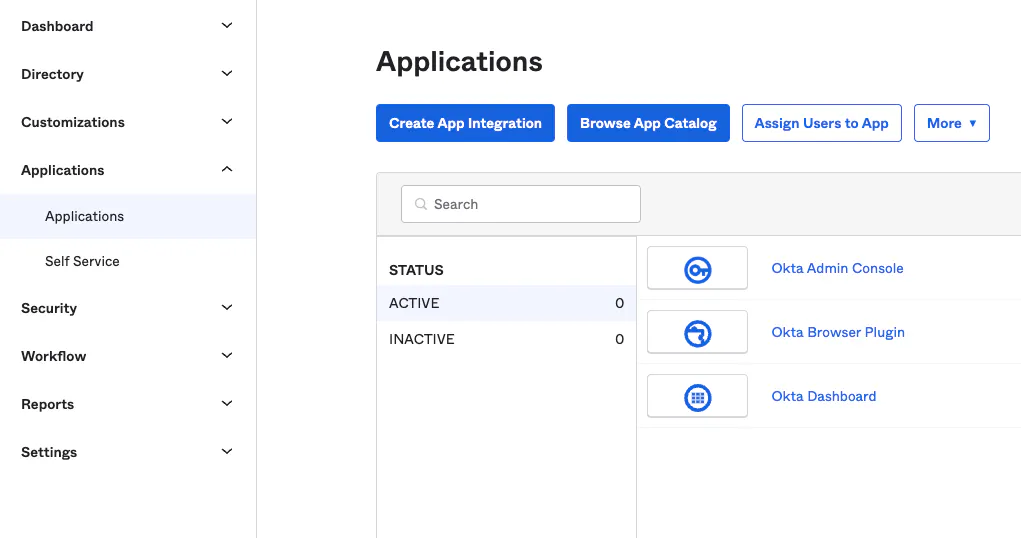 Dashboard
Directory
Customizations
Applications
Applications
Self Service
Security
Workflow
Reports
Settings
Applications
Create App Integration
Browse App Catalog
Assign Users to App
More
Search
STATUS
ACTIVE 0
INACTIVE 0
Okta Admin Console
Okta Browser Plugin
Okta Dashboard